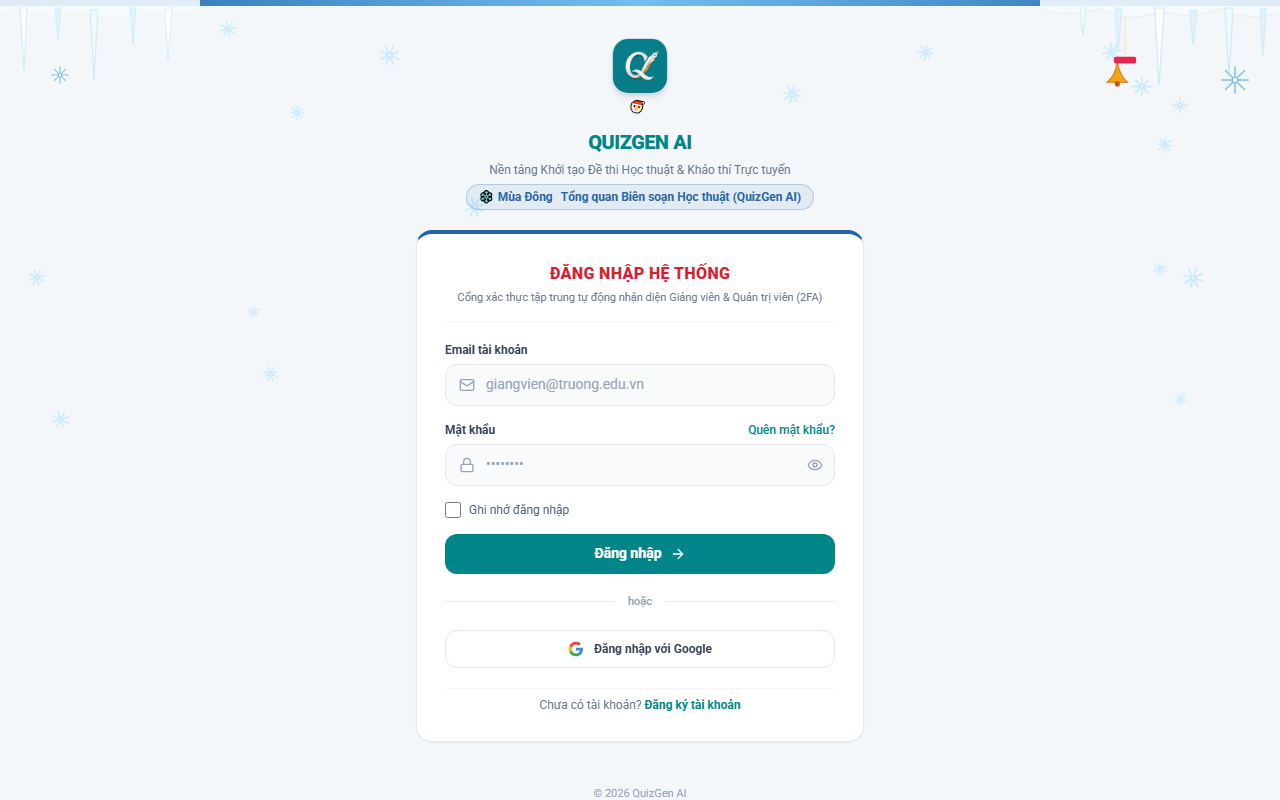 QUIZGEN AI
Nền tảng Khởi tạo Đề thi Học thuật & Khảo thí Trực tuyến
Mùa Đông Tổng quan Biên soạn Học thuật (QuizGen AI)
ĐĂNG NHẬP HỆ THỐNG
Cổng xác thực tập trung tự động nhận diện Giảng viên & Quản trị viên (2FA)
Email tài khoản
giangvien@truong.edu.vn
Mật khẩu Quên mật khẩu?
••••••••
Ghi nhớ đăng nhập
Đăng nhập →
hoặc
Đăng nhập với Google
Chưa có tài khoản? Đăng ký tài khoản
© 2026 QuizGen AI